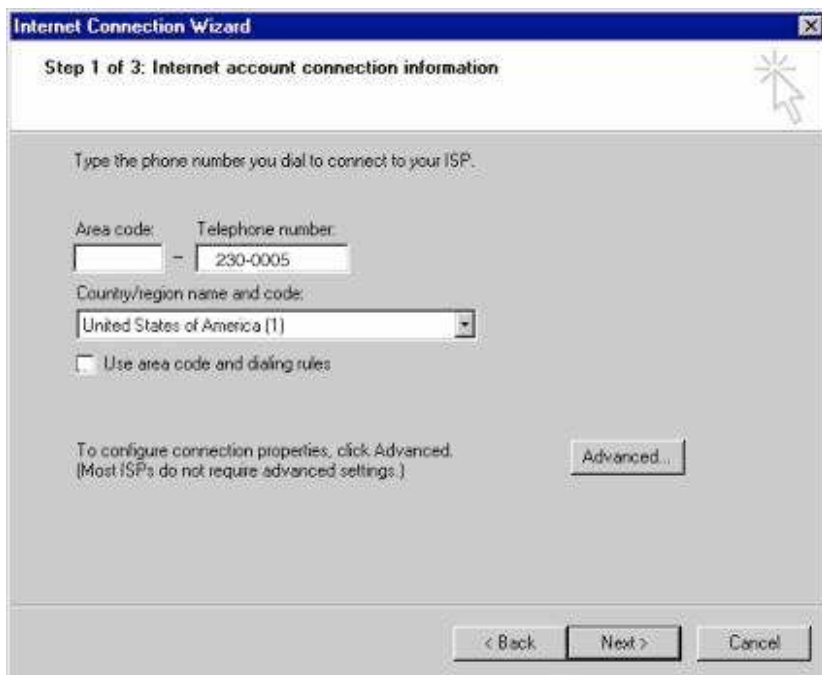 Internet Connection Wizard
Step 1 of 3: Internet account connection information
Type the phone number you dial to connect to your ISP.
Area code: Telephone number:
– 230-0005
Country/region name and code:
United States of America (1)
Use area code and dialing rules
To configure connection properties, click Advanced.
(Most ISPs do not require advanced settings.)
Advanced...
< Back Next > Cancel